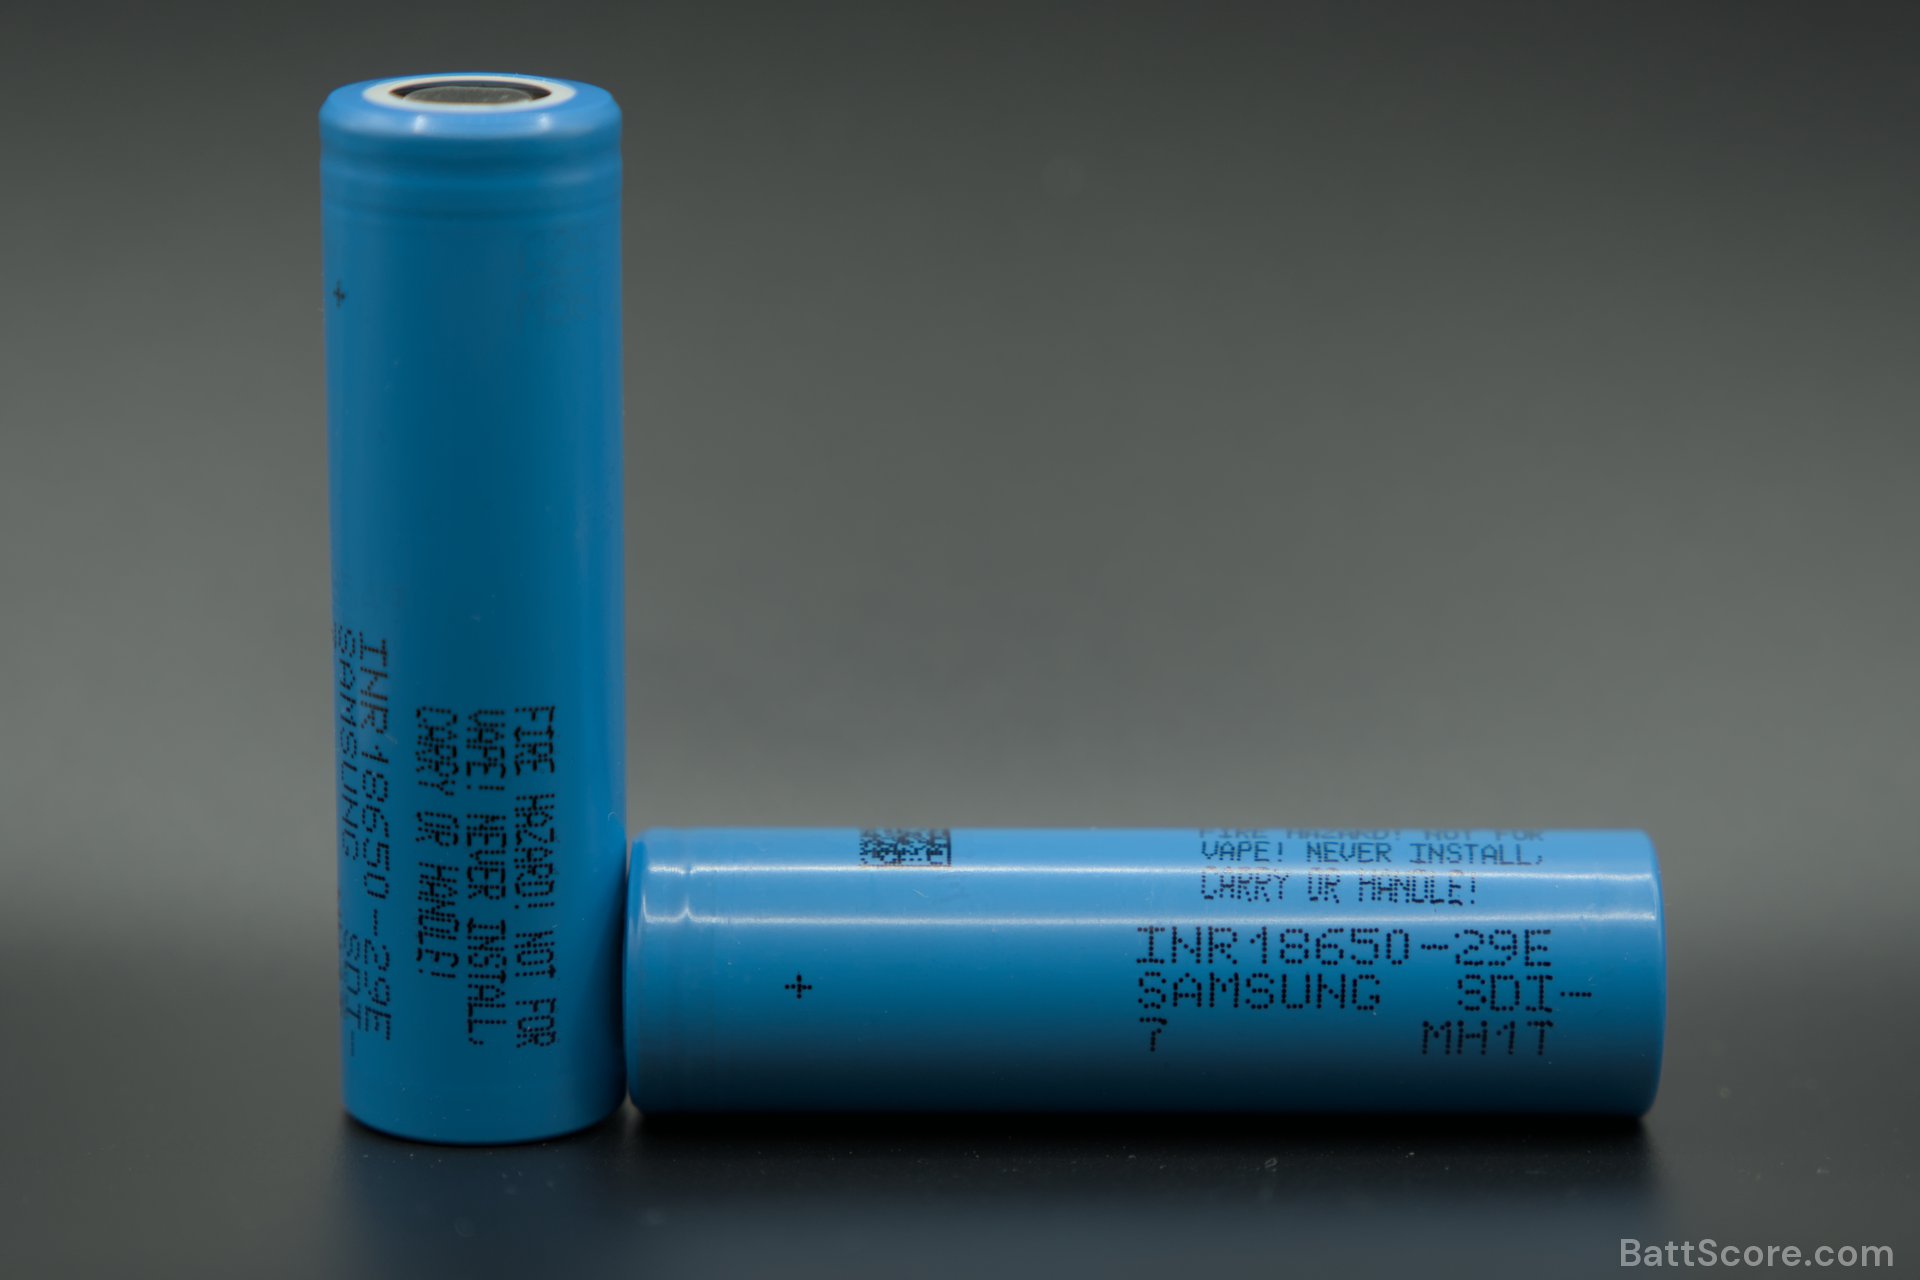 +
INR18650-29E
SAMSUNG SDI-
FIRE HAZARD! NOT FOR
VAPE! NEVER INSTALL,
CARRY OR HANDLE!
FIRE HAZARD! NOT FOR
VAPE! NEVER INSTALL,
CARRY OR HANDLE!
+
INR18650-29E
SAMSUNG SDI-
7 MH1T
BattScore.com